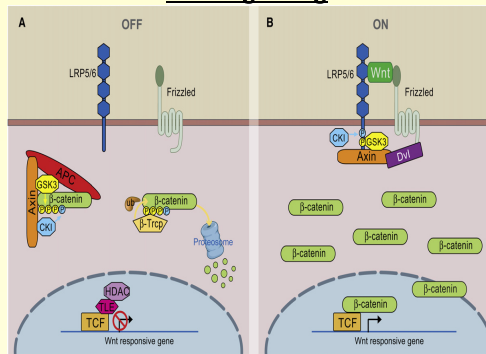 A
OFF
LRP5/6
Frizzled
APC
GSK3
Axin
β-catenin
P P P P
CKI
ub
β-catenin
P P P P
β-Trcp
Proteosome
HDAC
TLE
TCF
Wnt responsive gene
B
ON
LRP5/6
Wnt
Frizzled
CKI
P
P
GSK3
Axin
Dvl
β-catenin
β-catenin
β-catenin
β-catenin
β-catenin
β-catenin
β-catenin
TCF
Wnt responsive gene